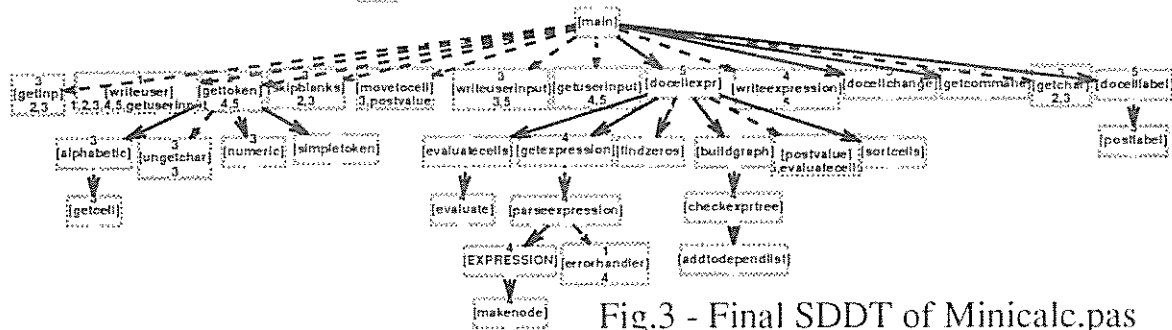 [main]
3
[getinp]
2,3
[writeuser]
1,2,3,4,5,getuserinput
[gettoken]
4,5
[skipblanks]
2,3
[movetocell]
3,postvalue
3
[writeuserinput]
3,5
[getuserinput]
4,5
5
[docellexpr]
4
[writeexpression]
5
[docellchange]
[getcommand
[getchar]
2,3
5
[docelllabel]
3
[alphabetic]
3
[ungetchar]
3
3
[numeric]
[simpletoken]
[evaluatecells]
4
[getexpression]
[findzeros]
[buildgraph]
[postvalue]
5,evaluatecells
[sortcells]
[postlabel]
[getcell]
[evaluate]
[parseexpression]
[checkexprtree]
4
[EXPRESSION]
1
[errorhandler]
4
[addtodependlist]
[makenode]
Fig.3 - Final SDDT of Minicalc.pas